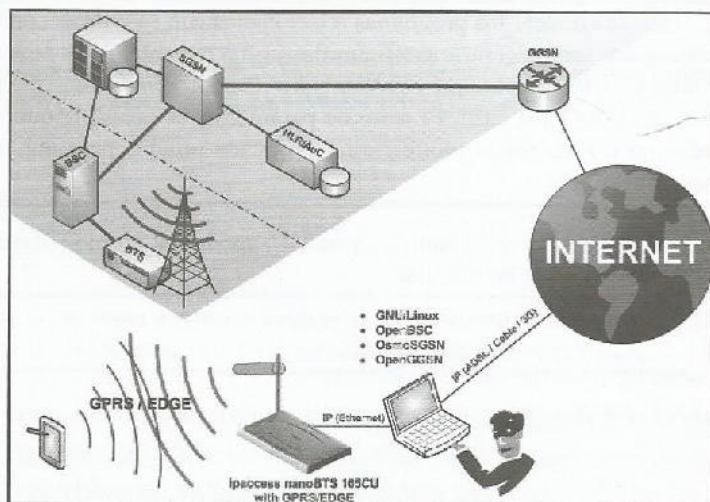 SGSN
GGSN
BSC
HLR/AuC
BTS
INTERNET
• GNU/Linux
• OpenBSC
• OsmoSGSN
• OpenGGSN
IP (ADSL / Cable / 3G)
GPRS / EDGE
IP (Ethernet)
ipaccess nanoBTS 165CU
with GPRS/EDGE